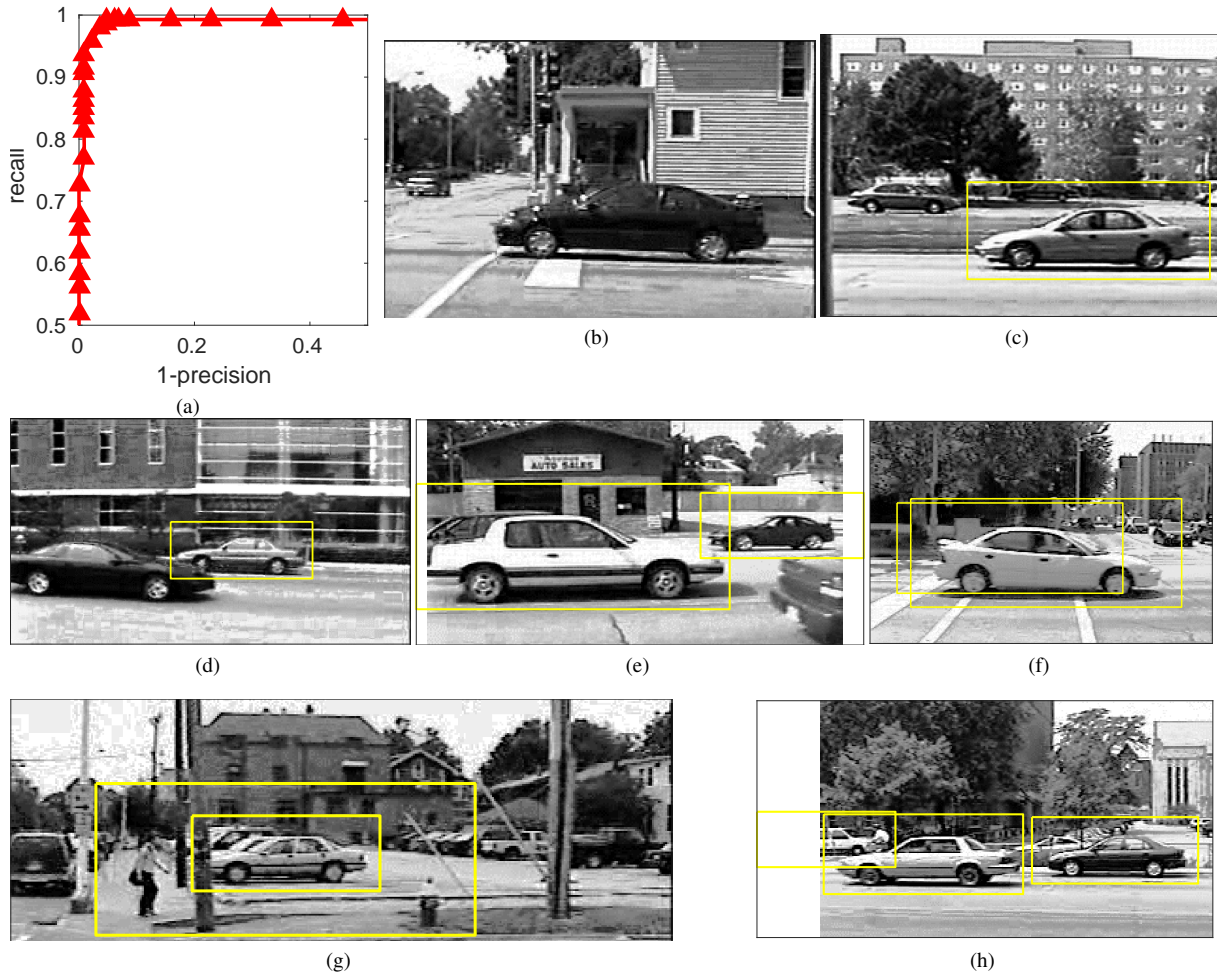 1
0.9
0.8
0.7
0.6
0.5
recall
0
0.2
0.4
1-precision
(a)
(b)
(c)
(d)
AUTO SALES
(e)
(f)
(g)
(h)